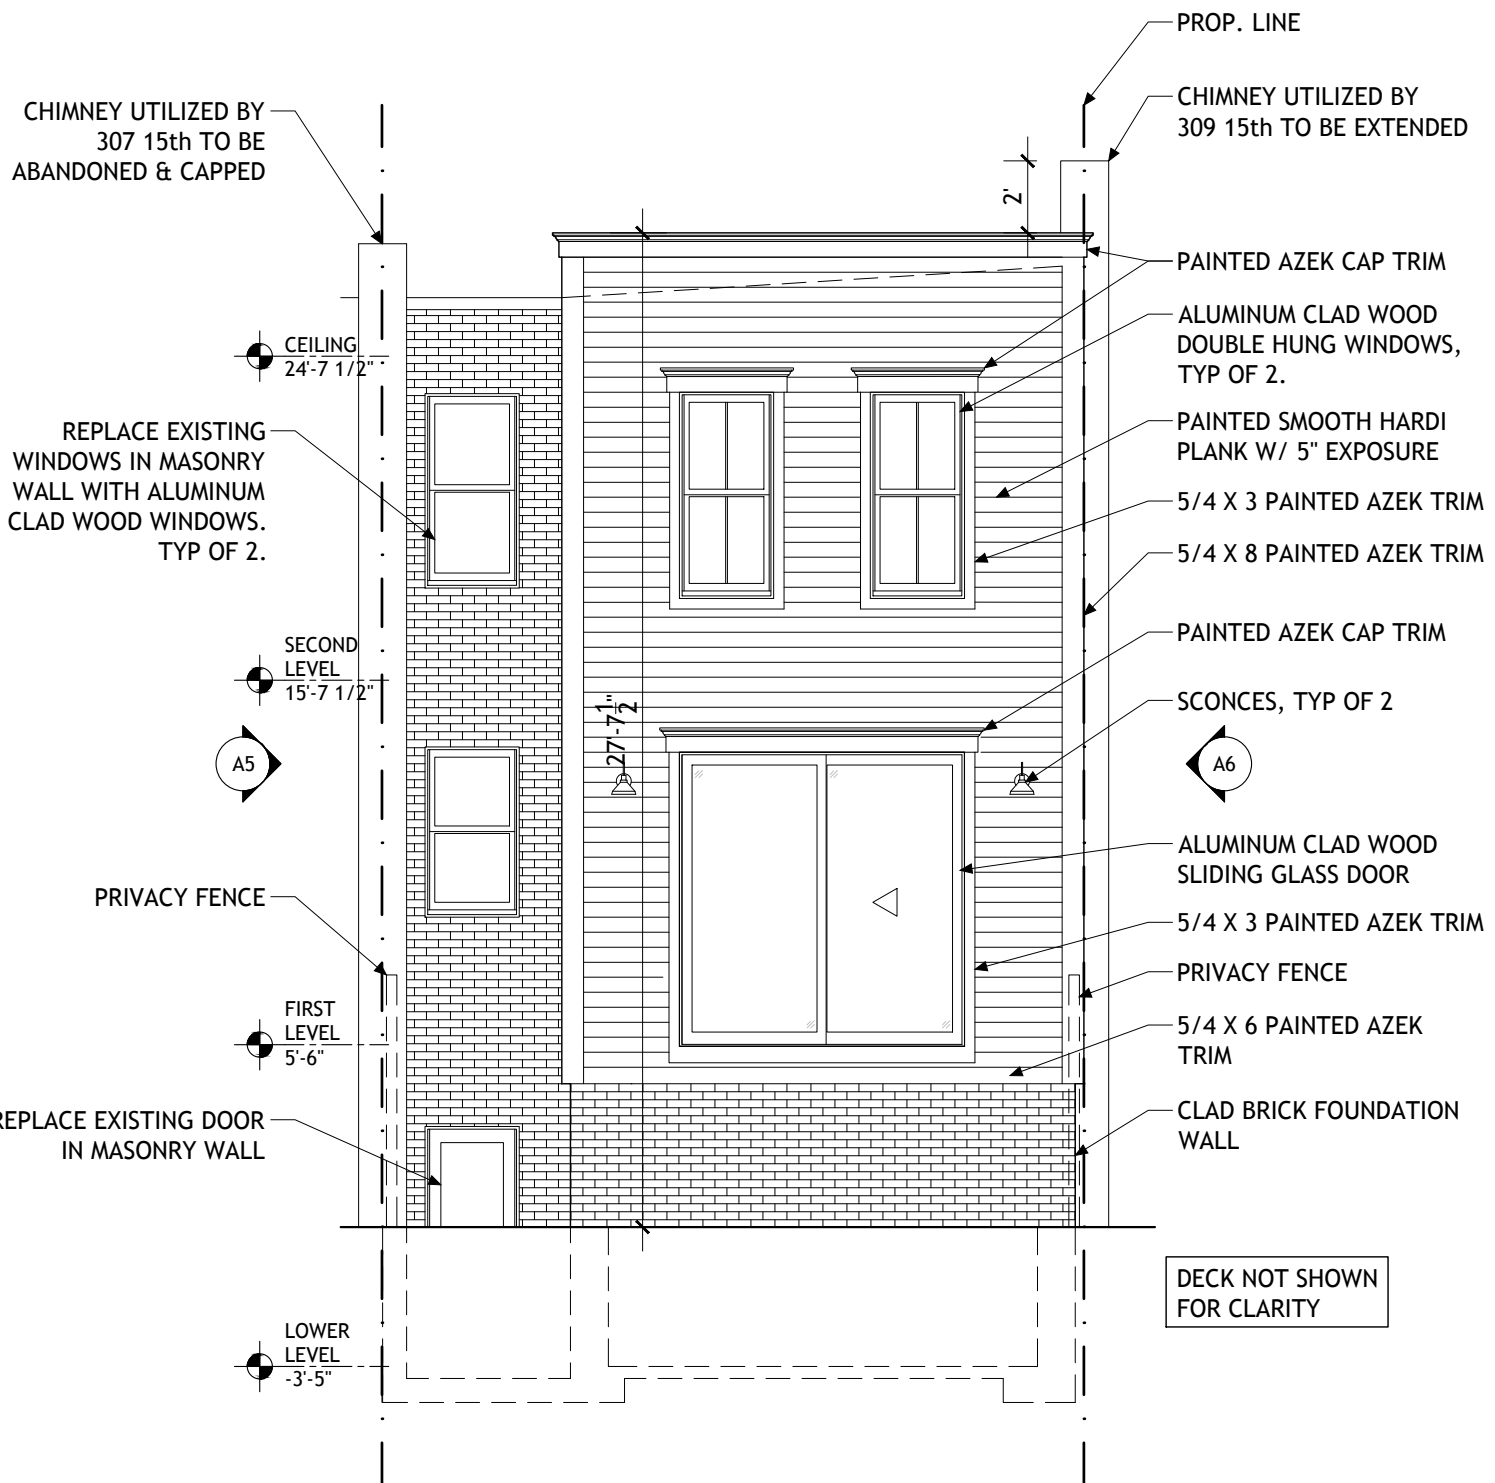 PROP. LINE
CHIMNEY UTILIZED BY
307 15th TO BE
ABANDONED & CAPPED
CHIMNEY UTILIZED BY
309 15th TO BE EXTENDED
2'
PAINTED AZEK CAP TRIM
ALUMINUM CLAD WOOD
DOUBLE HUNG WINDOWS,
TYP OF 2.
CEILING
24'-7 1/2"
REPLACE EXISTING
WINDOWS IN MASONRY
WALL WITH ALUMINUM
CLAD WOOD WINDOWS.
TYP OF 2.
PAINTED SMOOTH HARDI
PLANK W/ 5" EXPOSURE
5/4 X 3 PAINTED AZEK TRIM
5/4 X 8 PAINTED AZEK TRIM
PAINTED AZEK CAP TRIM
SECOND
LEVEL
15'-7 1/2"
27'-7 1/2"
SCONCES, TYP OF 2
A5
A6
ALUMINUM CLAD WOOD
SLIDING GLASS DOOR
PRIVACY FENCE
5/4 X 3 PAINTED AZEK TRIM
PRIVACY FENCE
FIRST
LEVEL
5'-6"
5/4 X 6 PAINTED AZEK
TRIM
REPLACE EXISTING DOOR
IN MASONRY WALL
CLAD BRICK FOUNDATION
WALL
DECK NOT SHOWN
FOR CLARITY
LOWER
LEVEL
-3'-5"